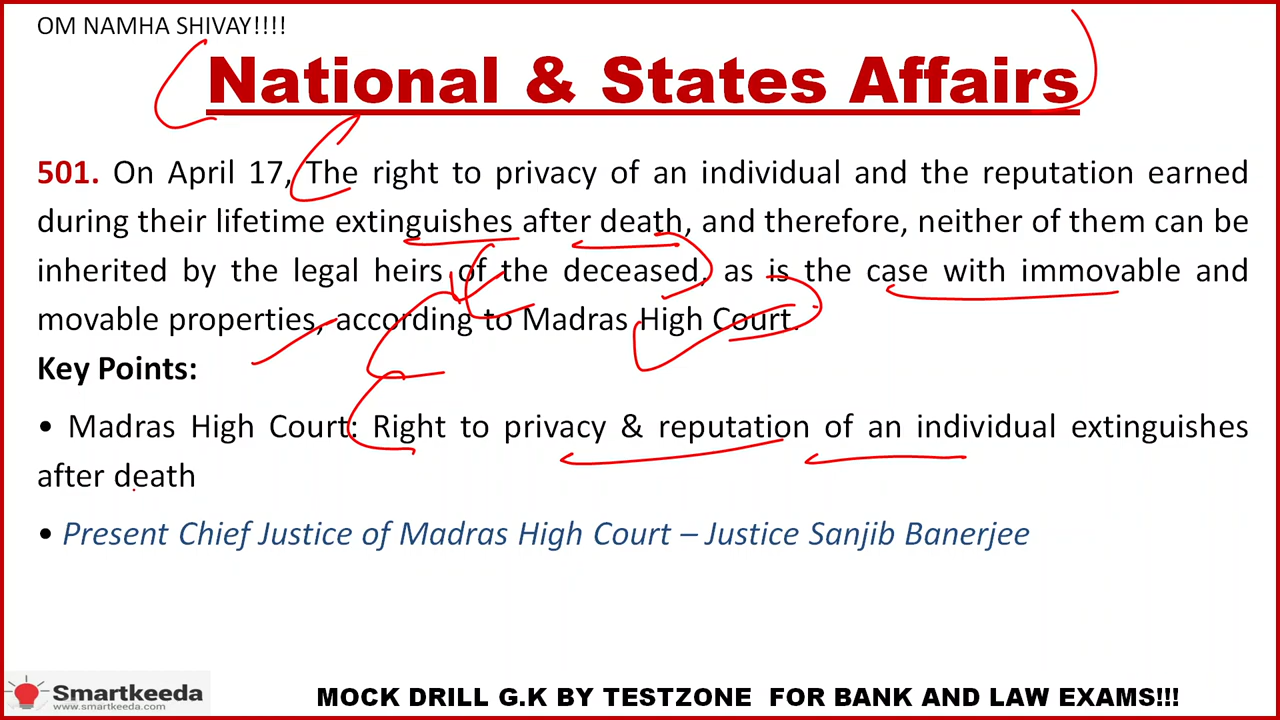 OM NAMHA SHIVAY!!!!
National & States Affairs
501. On April 17, The right to privacy of an individual and the reputation earned
during their lifetime extinguishes after death, and therefore, neither of them can be
inherited by the legal heirs of the deceased, as is the case with immovable and
movable properties, according to Madras High Court.
Key Points:
• Madras High Court: Right to privacy & reputation of an individual extinguishes
after death
• Present Chief Justice of Madras High Court – Justice Sanjib Banerjee
Smartkeeda
www.smartkeeda.com
MOCK DRILL G.K BY TESTZONE FOR BANK AND LAW EXAMS!!!